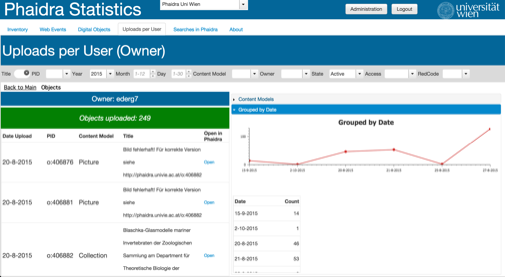 Phaidra Statistics
Phaidra Uni Wien
Administration
Logout
universität
wien
Inventory
Web Events
Digital Objects
Uploads per User
Searches in Phaidra
About
Uploads per User (Owner)
Title
PID
Year
2015
Month
1-12
Day
1-30
Content Model
Owner
State
Active
Access
RedCode
Back to Main Objects
Owner: ederg7
Objects uploaded: 249
Date Upload PID Content Model Title Open in Phaidra
20-8-2015 o:406876 Picture Bild fehlerhaft! Für korrekte Version siehe http://phaidra.univie.ac.at/o:406882 Open
20-8-2015 o:406881 Picture Bild fehlerhaft! Für korrekte Version siehe http://phaidra.univie.ac.at/o:406882 Open
20-8-2015 o:406882 Collection Blaschka-Glasmodelle mariner Invertebraten der Zoologischen Sammlung am Department für Theoretische Biologie der Open
Content Models
Grouped by Date
Grouped by Date
100
0
15-9-2015 2-10-2015 20-8-2015 21-8-2015 27-8-2015
Date Count
15-9-2015 14
2-10-2015 1
20-8-2015 46
21-8-2015 53